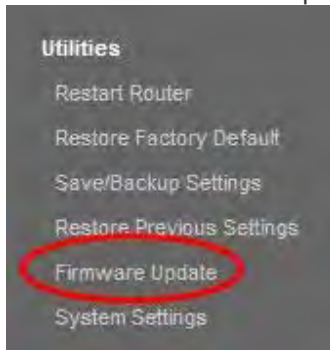 Utilities
Restart Router
Restore Factory Default
Save/Backup Settings
Restore Previous Settings
Firmware Update
System Settings